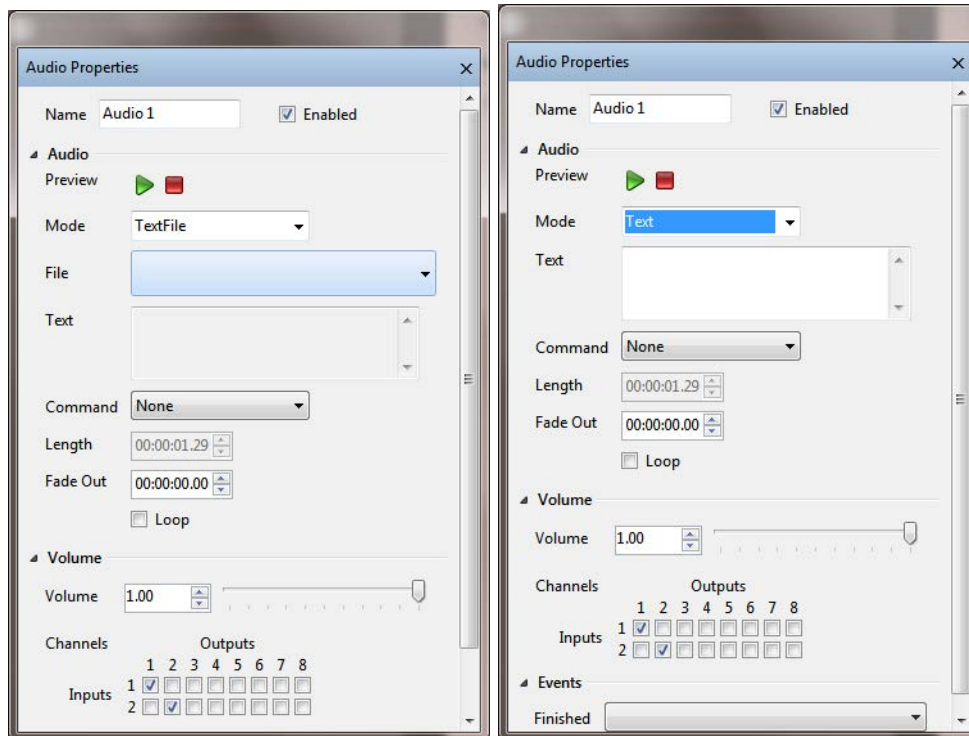 Audio Properties
Name Audio 1 Enabled
Audio
Preview
Mode TextFile
File
Text
Command None
Length 00:00:01.29
Fade Out 00:00:00.00
Loop
Volume
Volume 1.00
Channels Outputs
1 2 3 4 5 6 7 8
Inputs 1
2
Audio Properties
Name Audio 1 Enabled
Audio
Preview
Mode Text
Text
Command None
Length 00:00:01.29
Fade Out 00:00:00.00
Loop
Volume
Volume 1.00
Channels Outputs
1 2 3 4 5 6 7 8
Inputs 1
2
Events
Finished